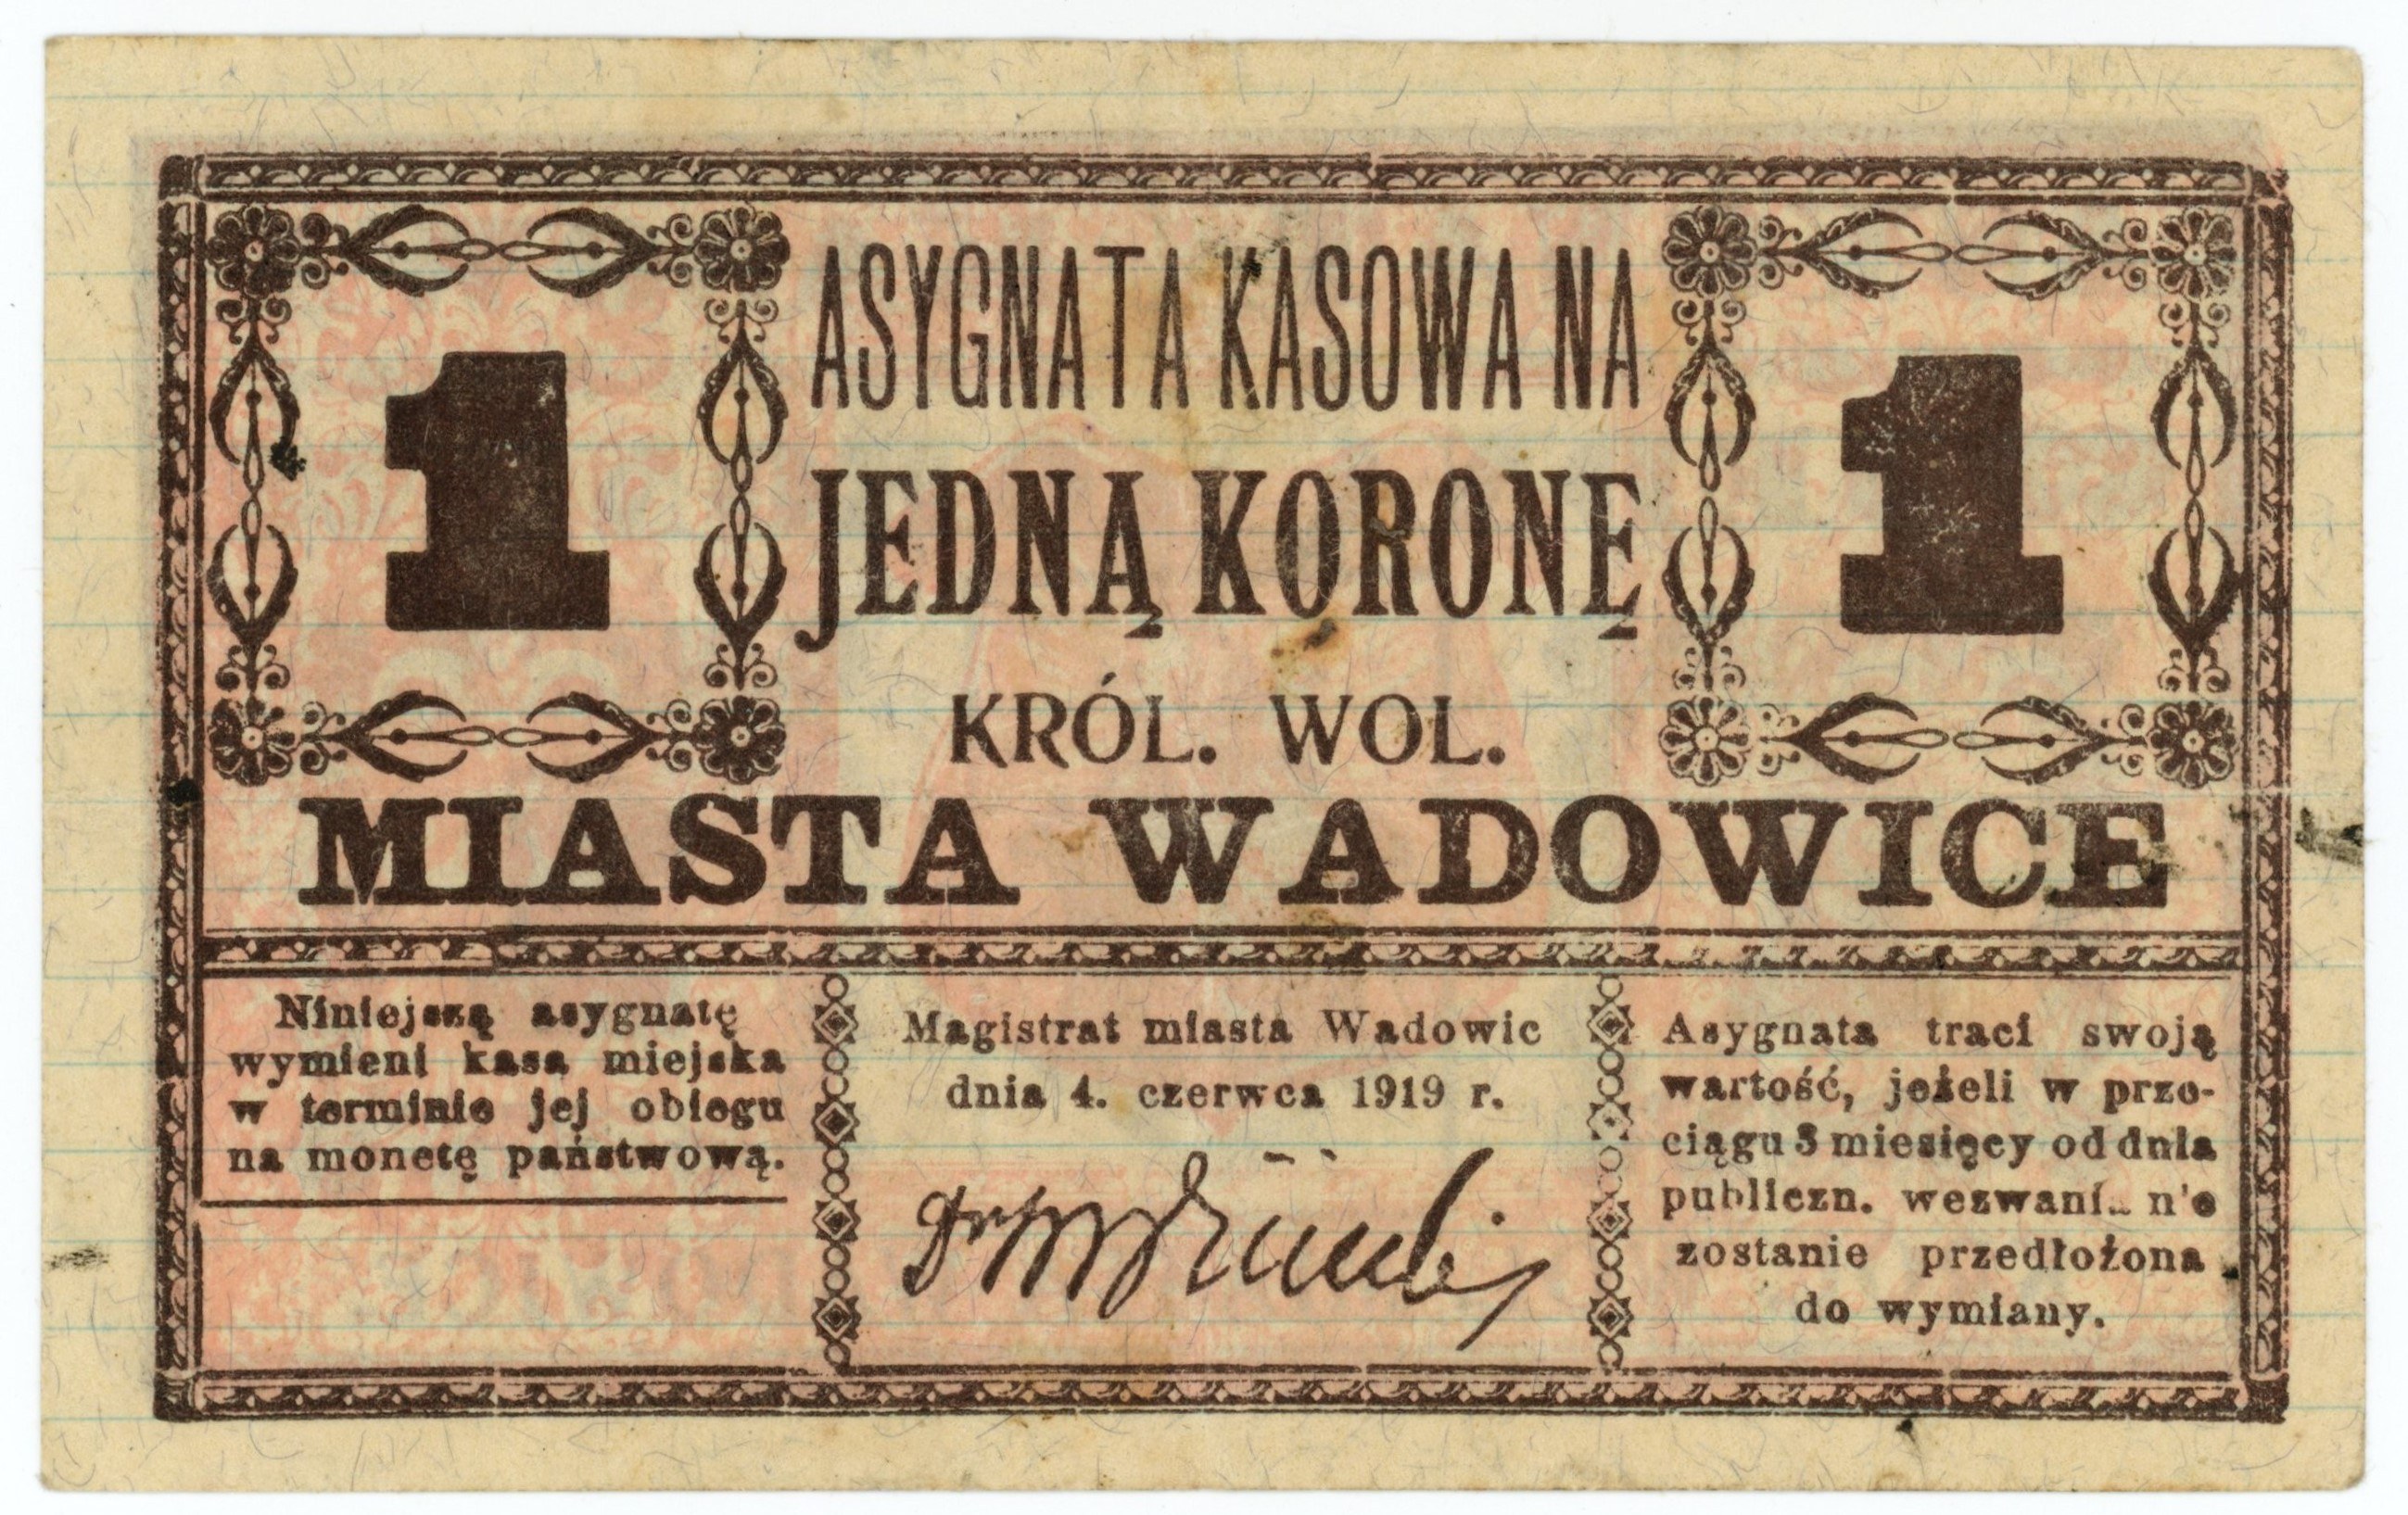 ASYGNATA KASOWA NA
1
JEDNĄ KORONĘ
1
KRÓL. WOL.
MIASTA WADOWICE
Niniejszą asygnatę
wymieni kasa miejska
w terminie jej obiegu
na monetę państwową.
Magistrat miasta Wadowic
dnia 4. czerwca 1919 r.
Asygnata traci swoją
wartość, jeżeli w prze-
ciągu 3 miesięcy od dnia
publiczn. wezwani n'e
zostanie przedłożona
do wymiany.